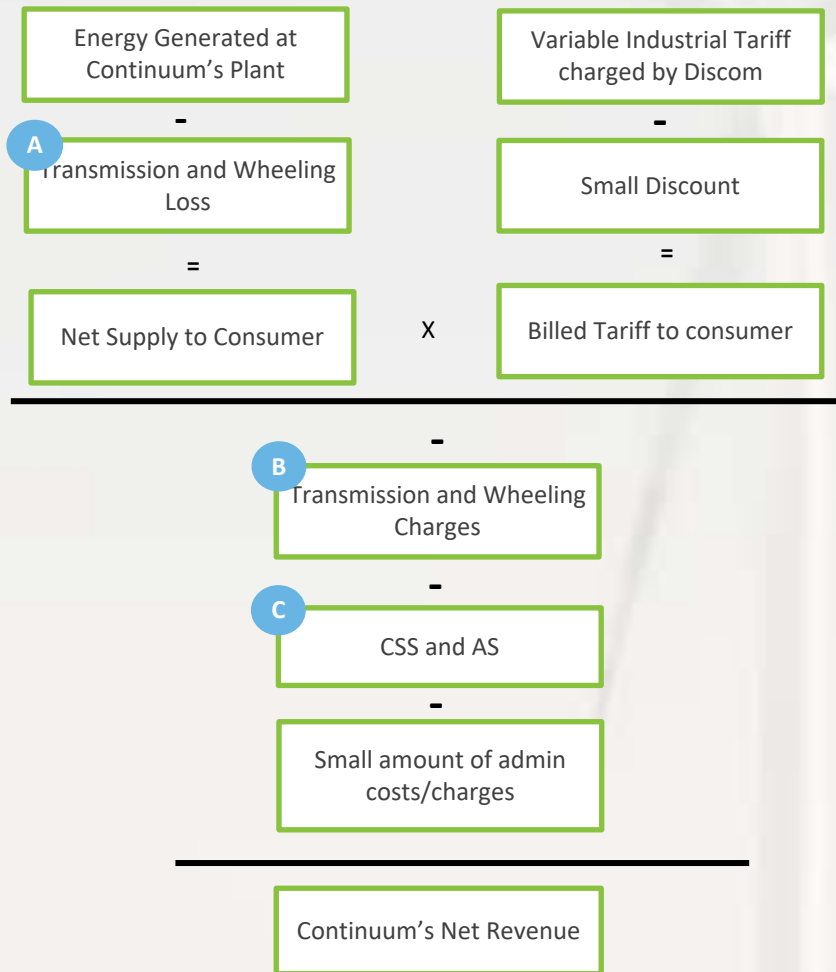 Energy Generated at
Continuum’s Plant
Variable Industrial Tariff
charged by Discom
-
-
A
Transmission and Wheeling
Loss
Small Discount
=
=
Net Supply to Consumer
X
Billed Tariff to consumer
-
B
Transmission and Wheeling
Charges
-
C
CSS and AS
-
Small amount of admin
costs/charges
Continuum’s Net Revenue